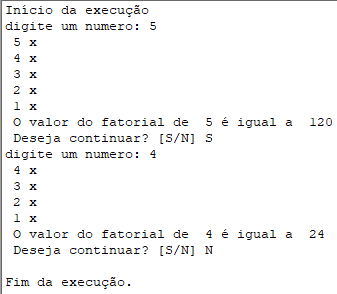 Início da execução
digite um numero: 5
5 x
4 x
3 x
2 x
1 x
O valor do fatorial de  5 é igual a  120
Deseja continuar? [S/N] S
digite um numero: 4
4 x
3 x
2 x
1 x
O valor do fatorial de  4 é igual a  24
Deseja continuar? [S/N] N
Fim da execução.